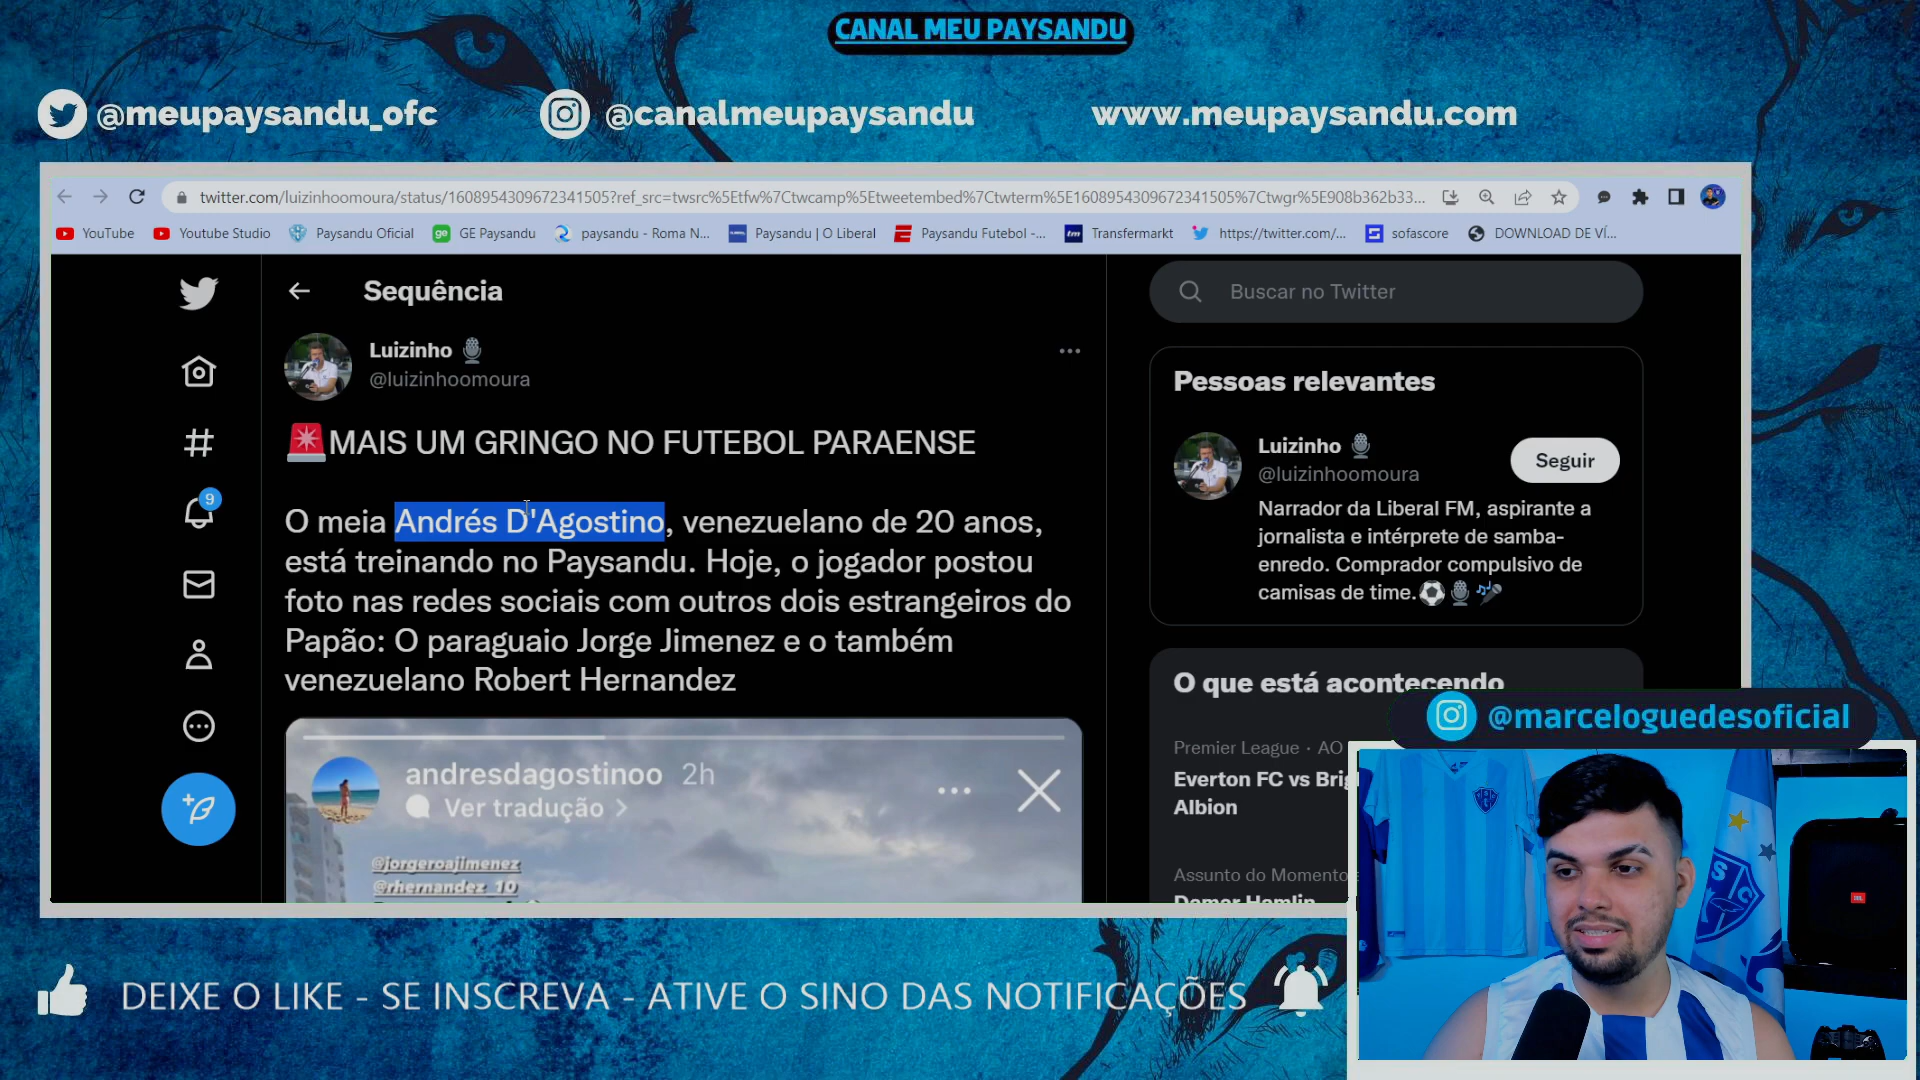 CANAL MEU PAYSANDU
@meupaysandu_ofc
@canalmeupaysandu
www.meupaysandu.com
twitter.com/luizinhoomoura/status/1608954309672341505?ref_src=twsrc%5Etfw%7Ctwcamp%5Etweetembed%7Ctwterm%5E1608954309672341505%7Ctwgr%5E908b362b33...
YouTube
Youtube Studio
Paysandu Oficial
GE Paysandu
paysandu - Roma N...
Paysandu | O Liberal
Paysandu Futebol -...
Transfermarkt
https://twitter.com/...
sofascore
DOWNLOAD DE VÍ...
Sequência
Buscar no Twitter
Luizinho
@luizinhoomoura
MAIS UM GRINGO NO FUTEBOL PARAENSE
O meia Andrés D'Agostino, venezuelano de 20 anos,
está treinando no Paysandu. Hoje, o jogador postou
foto nas redes sociais com outros dois estrangeiros do
Papão: O paraguaio Jorge Jimenez e o também
venezuelano Robert Hernandez
andresdagostinoo 2h
Ver tradução
@jorgeroajimenez
@rhernandez_10
9
Pessoas relevantes
Luizinho
@luizinhoomoura
Seguir
Narrador da Liberal FM, aspirante a
jornalista e intérprete de samba-
enredo. Comprador compulsivo de
camisas de time.
O que está acontecendo
Premier League · AO
Everton FC vs Brig
Albion
Assunto do Momento
Damar Hamlin
@marceloguedesoficial
JBL
DEIXE O LIKE - SE INSCREVA - ATIVE O SINO DAS NOTIFICAÇÕES